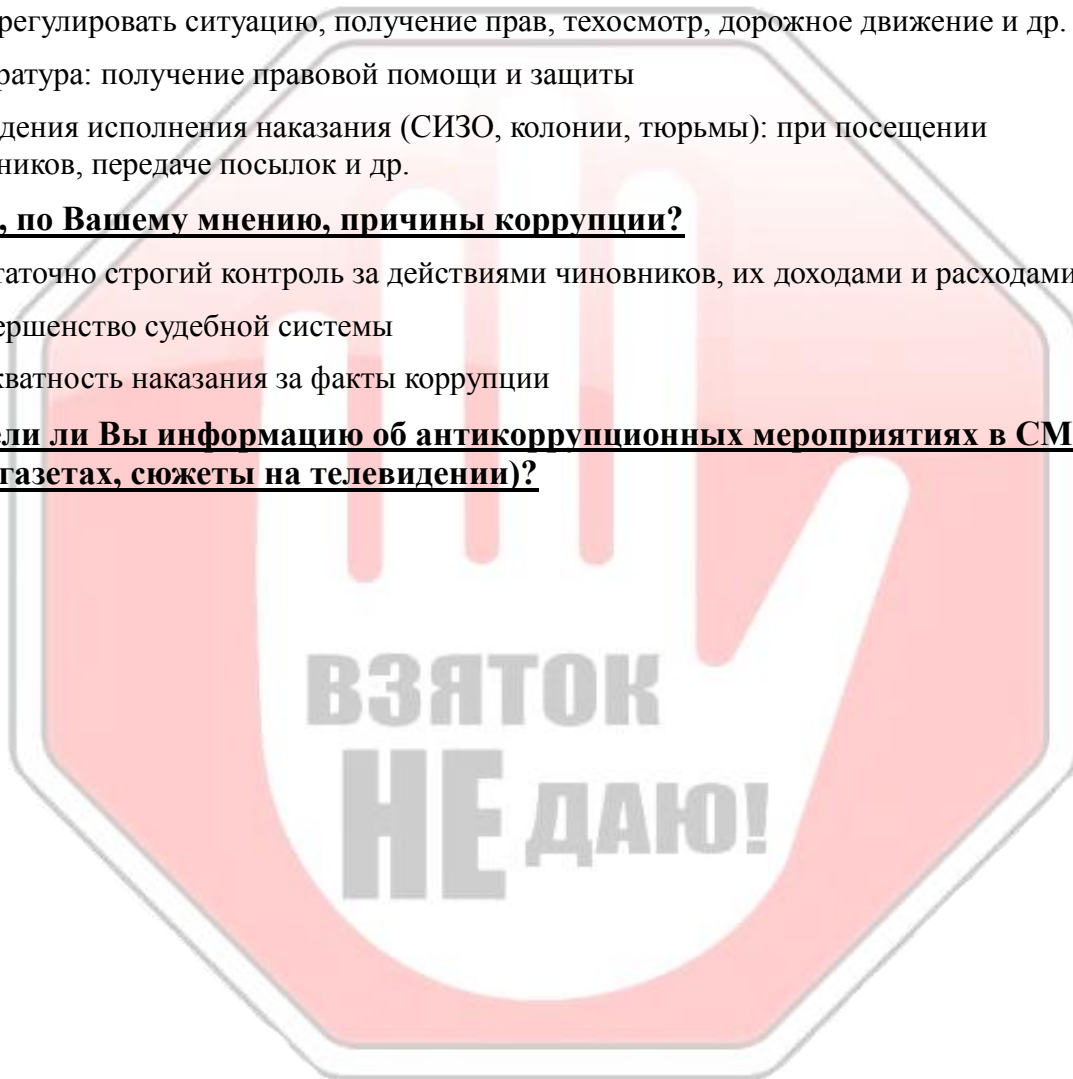 регулировать ситуацию, получение прав, техосмотр, дорожное движение и др.
ратура: получение правовой помощи и защиты
дения исполнения наказания (СИЗО, колонии, тюрьмы): при посещении
ников, передаче посылок и др.
, по Вашему мнению, причины коррупции?
таточно строгий контроль за действиями чиновников, их доходами и расходами
ершенство судебной системы
кватность наказания за факты коррупции
ели ли Вы информацию об антикоррупционных мероприятиях в СМ
газетах, сюжеты на телевидении)?
ВЗЯТОК
НЕ ДАЮ!